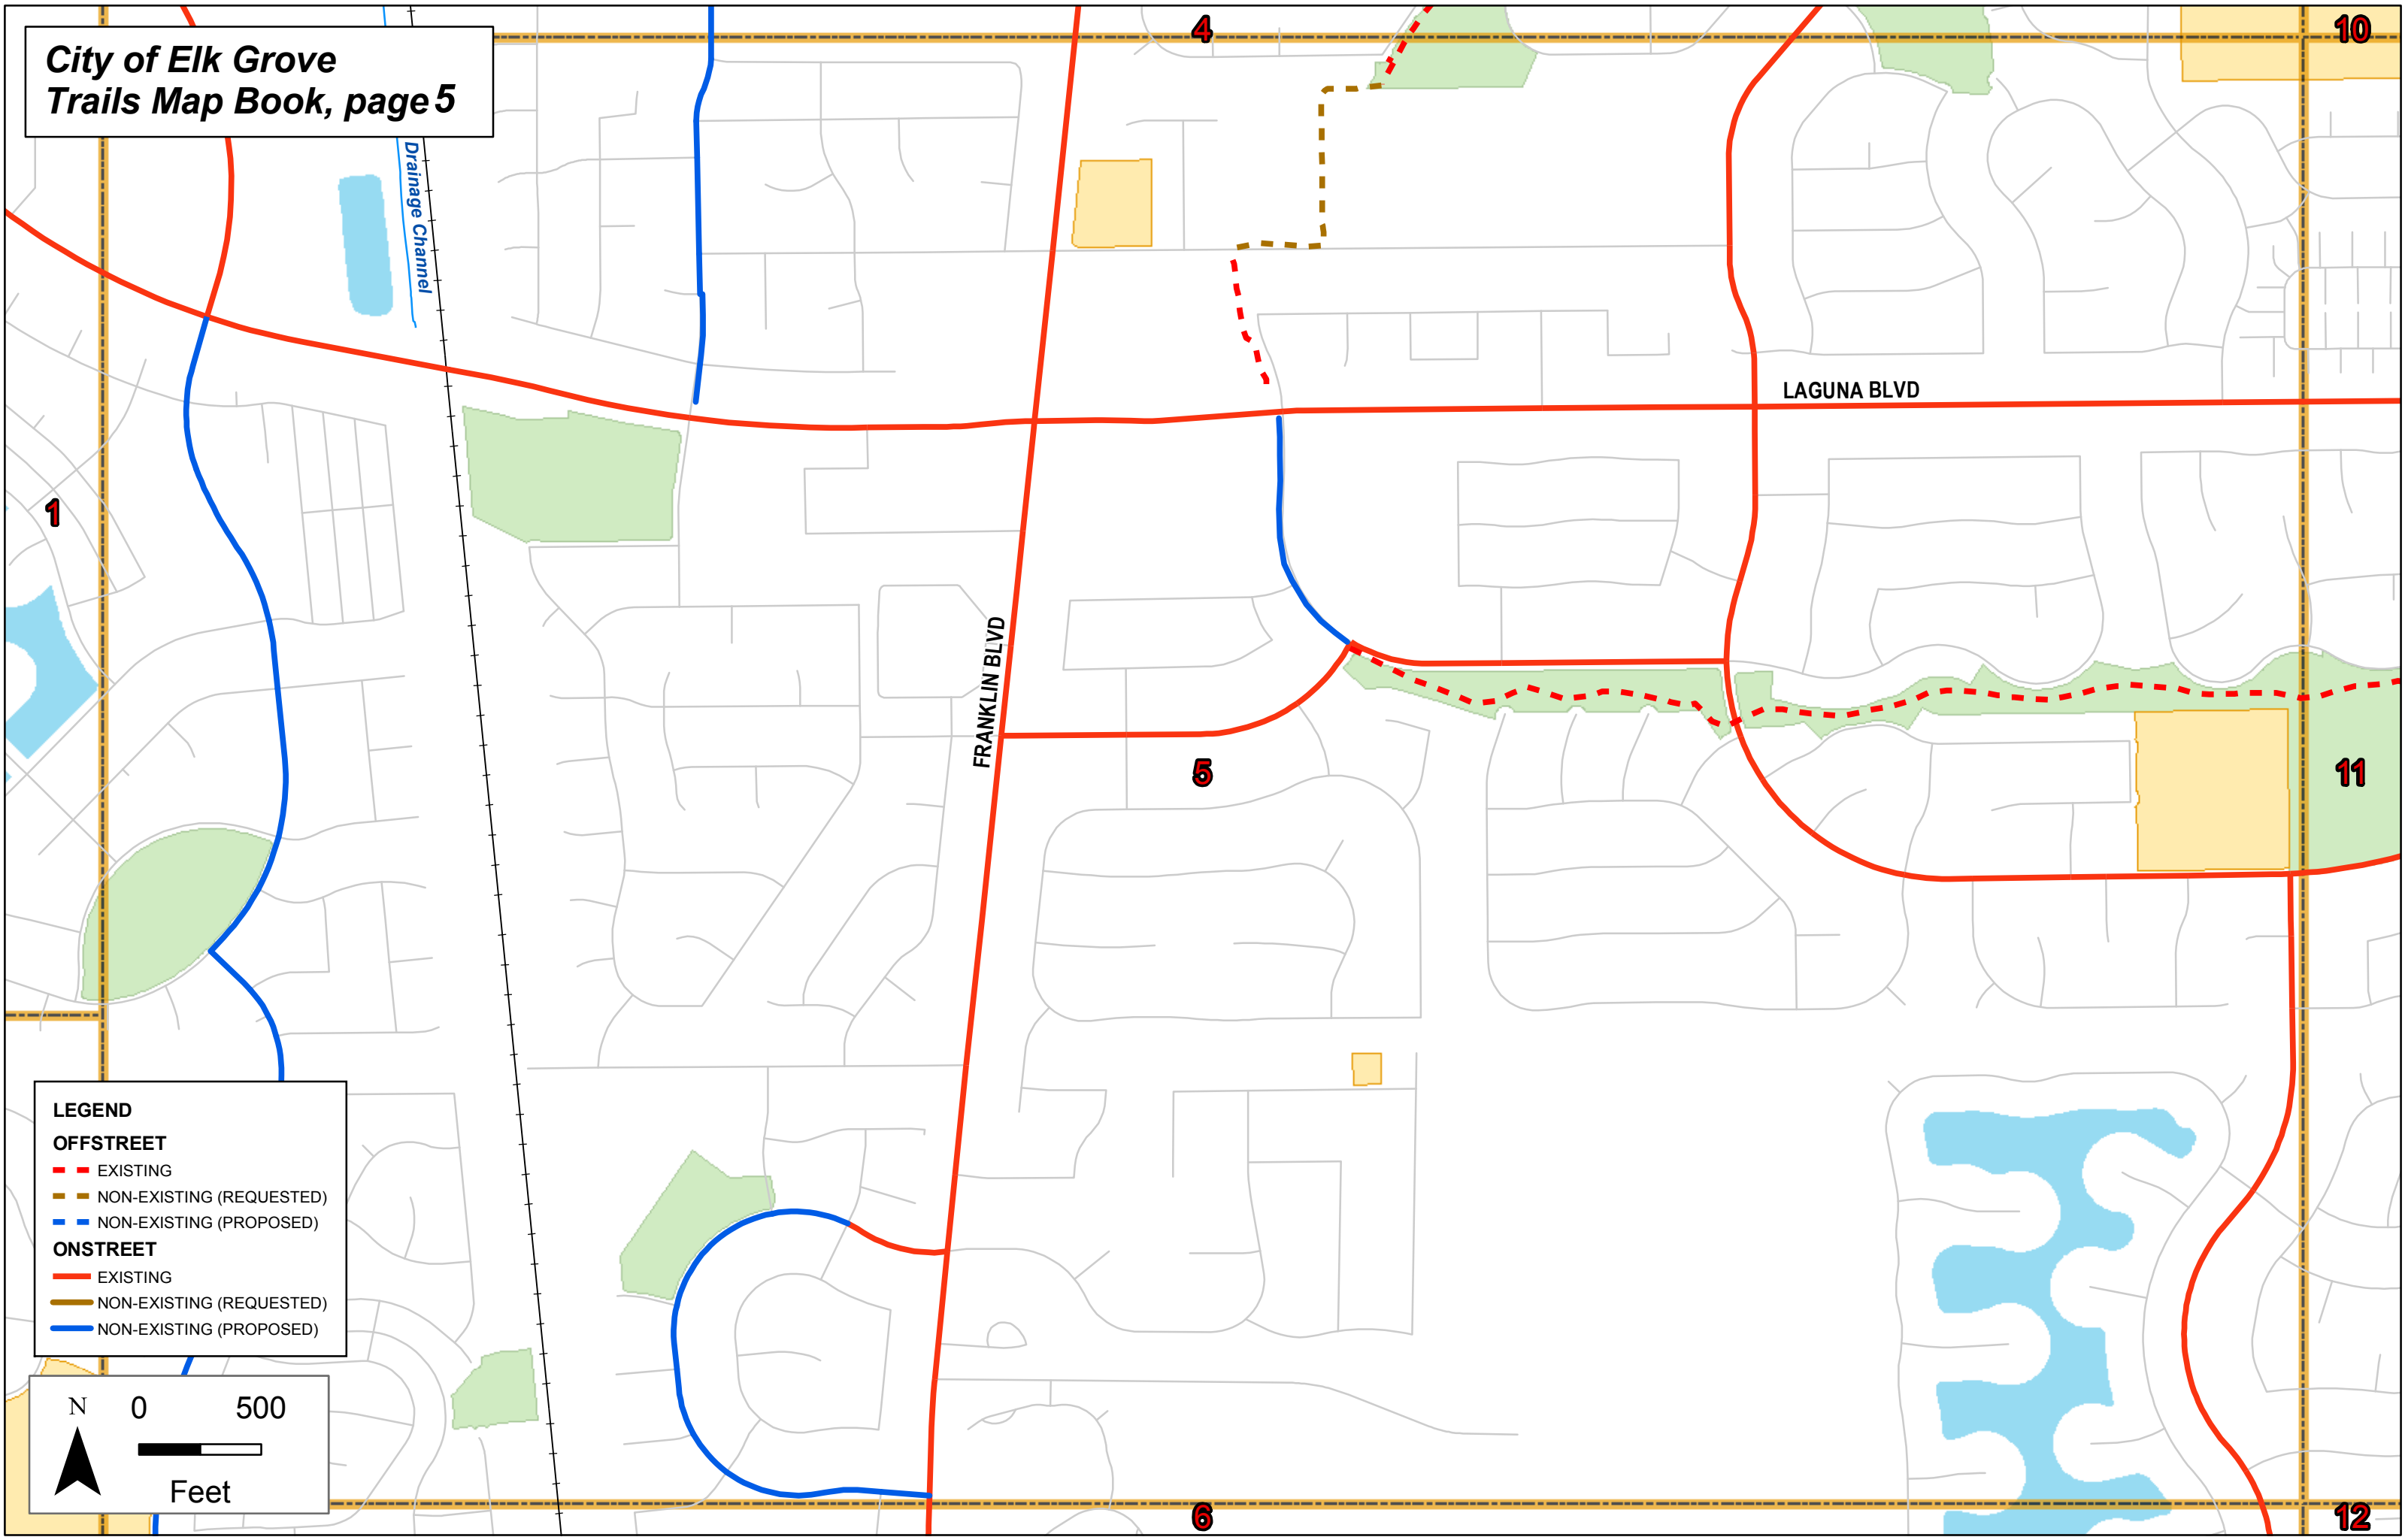 City of Elk Grove
Trails Map Book, page 5
4
10
Drainage Channel
LAGUNA BLVD
1
FRANKLIN BLVD
5
11
LEGEND
OFFSTREET
EXISTING
NON-EXISTING (REQUESTED)
NON-EXISTING (PROPOSED)
ONSTREET
EXISTING
NON-EXISTING (REQUESTED)
NON-EXISTING (PROPOSED)
N 0 500
Feet
6
12